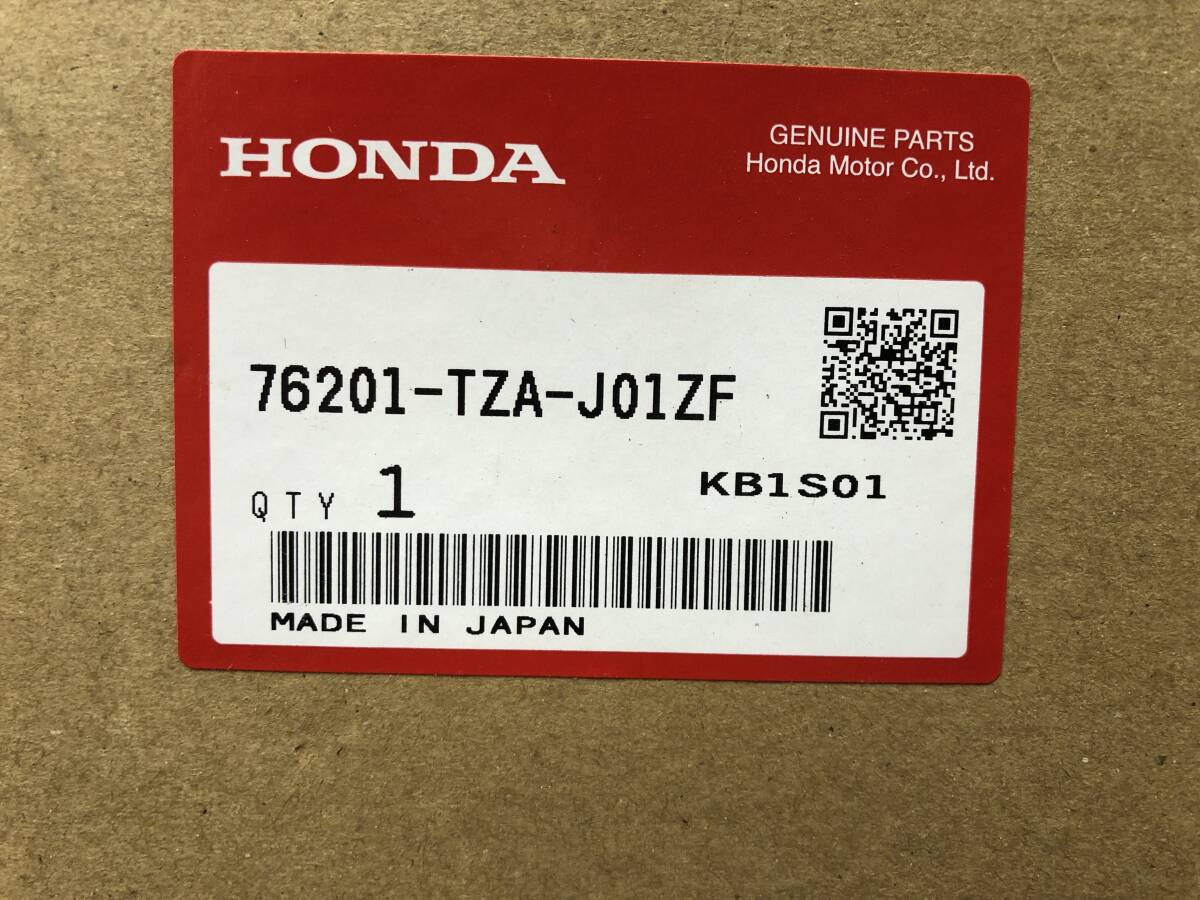 HONDA
GENUINE PARTS
Honda Motor Co., Ltd.
76201-TZA-J01ZF
QTY 1
KB1S01
MADE IN JAPAN